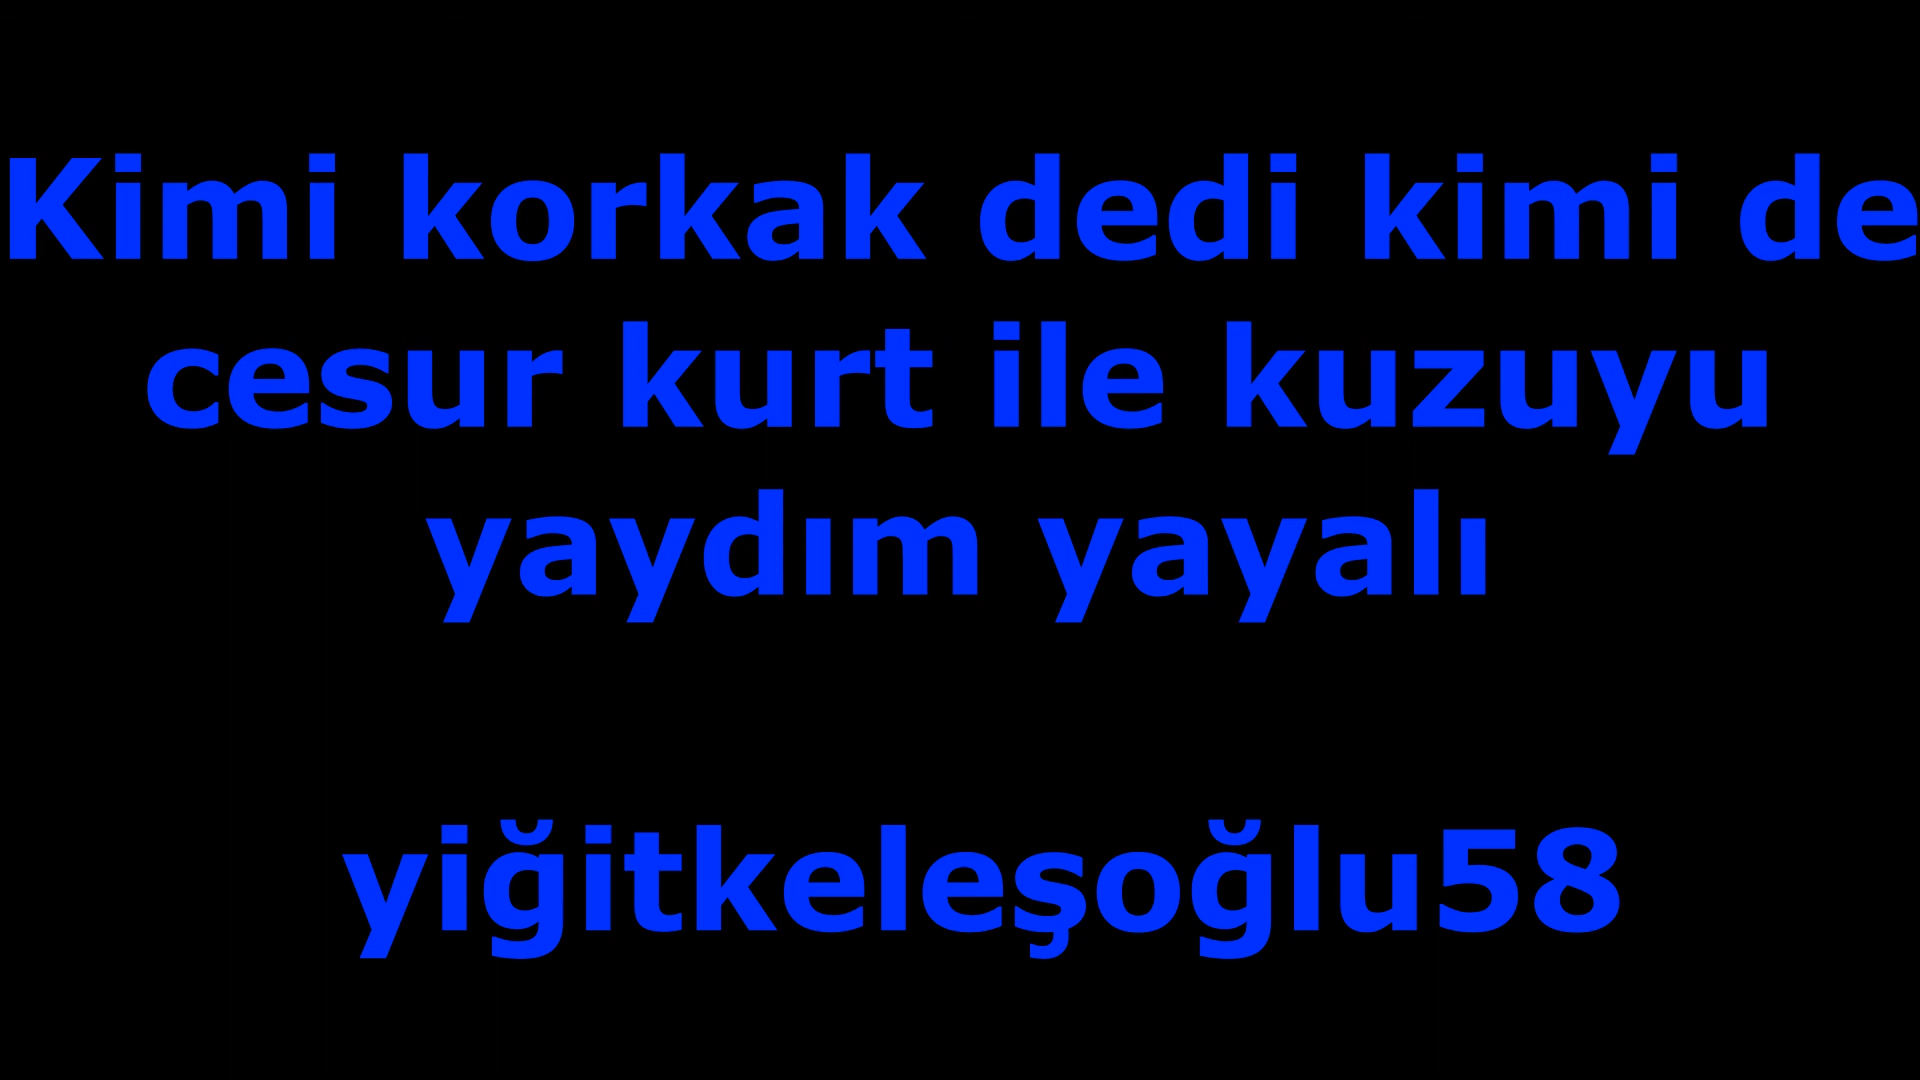 Kimi korkak dedi kimi de
cesur kurt ile kuzuyu
yaydım yayalı
yiğitkeleşoğlu58